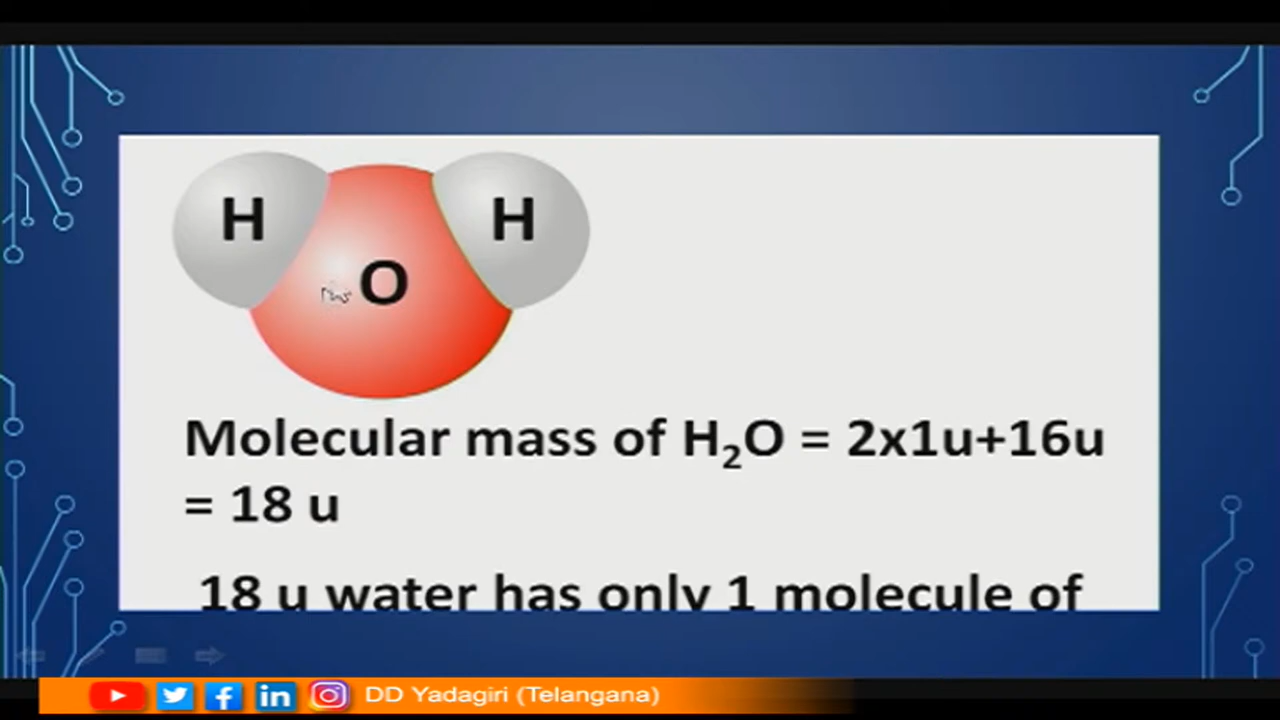 H
H
O
Molecular mass of H₂O = 2x1u+16u
= 18 u
18 u water has only 1 molecule of
DD Yadagiri (Telangana)